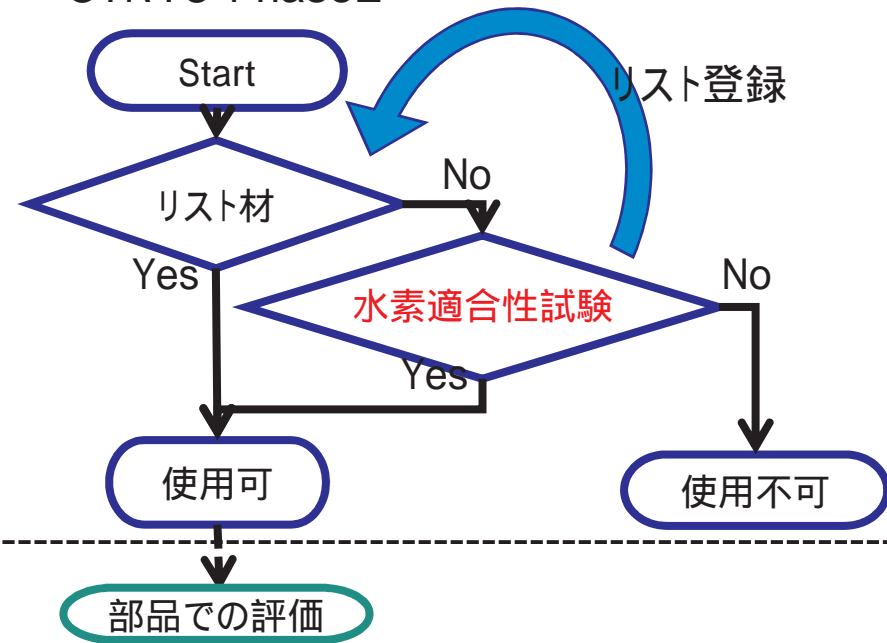 Start
リスト登録
リスト材
No
Yes
水素適合性試験
No
Yes
使用可
使用不可
部品での評価